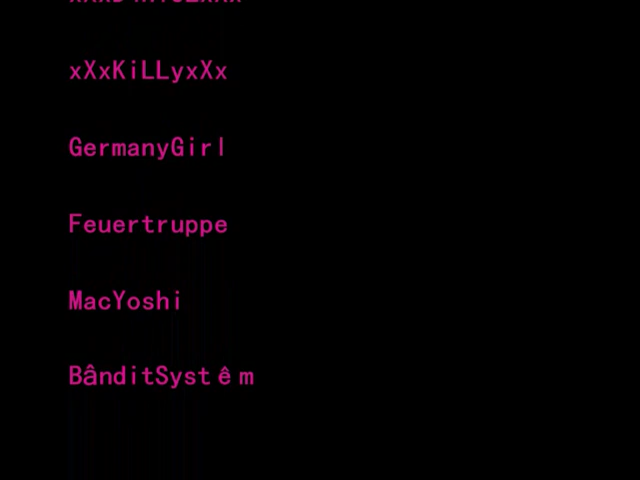 xXxKiLLyxXx
GermanyGirl
Feuertruppe
MacYoshi
BânditSystêm